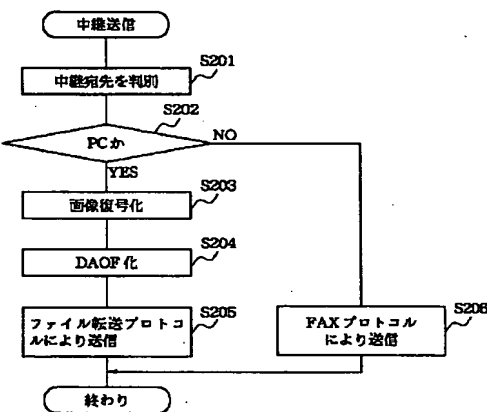 中継送信
S201
中継宛先を判別
S202
PCか
NO
YES
S203
画像復号化
S204
DAOF化
S205
ファイル転送プロトコ
ルにより送信
S206
FAXプロトコル
により送信
終わり